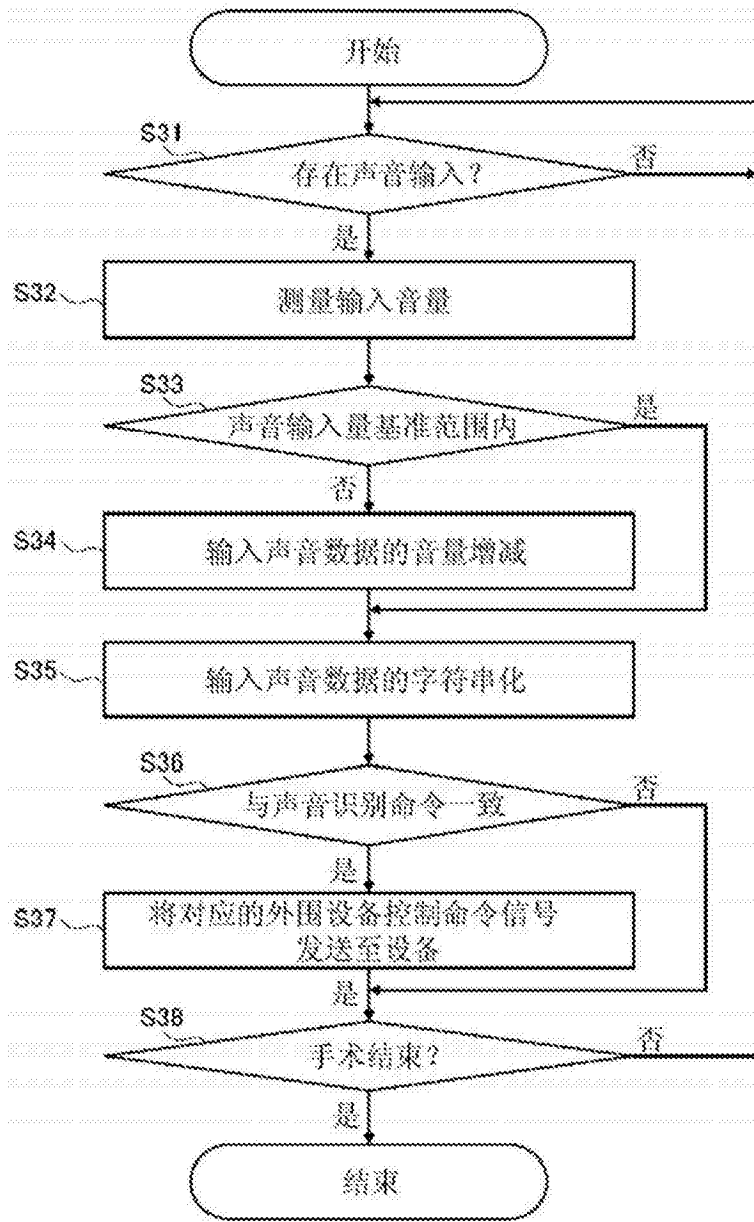 开始
S31
存在声音输入?
否
是
S32
测量输入音量
S33
声音输入量基准范围内
是
否
S34
输入声音数据的音量增减
S35
输入声音数据的字符串化
S36
与声音识别命令一致
否
是
S37
将对应的外围设备控制命令信号
发送至设备
是
S38
手术结束?
否
是
结束